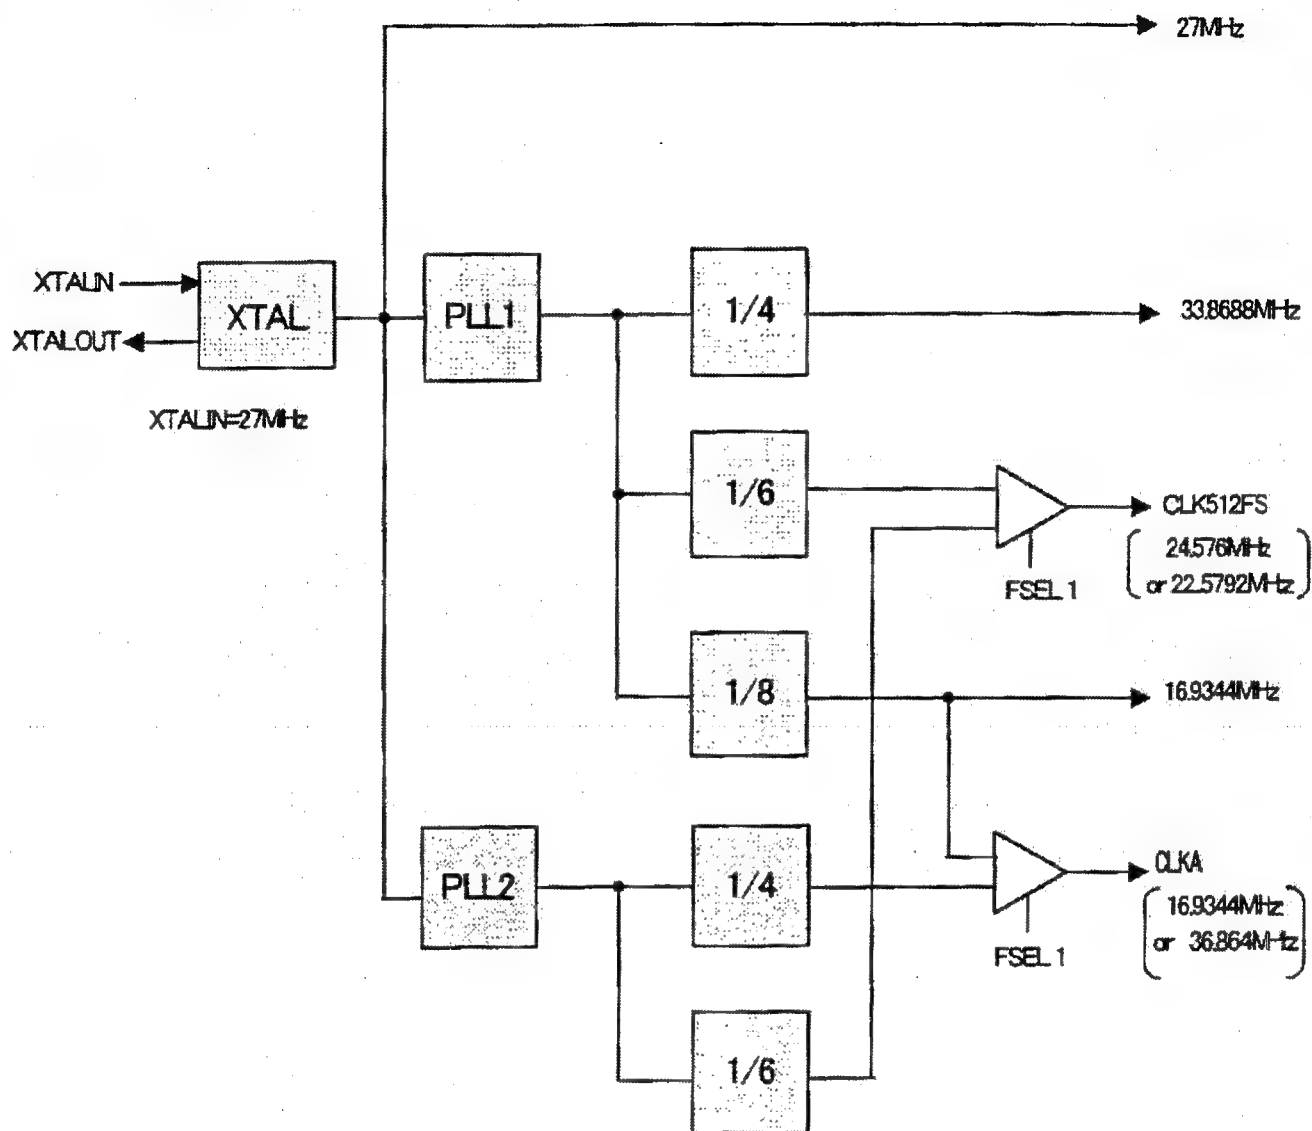 27MHz
XTALIN
XTALOUT
XTAL
PLL1
1/4
33.8688MHz
XTALIN=27MHz
1/6
CLK512FS
24.576MHz
or 22.5792MHz
FSEL 1
1/8
16.9344MHz
PLL2
1/4
CLKA
16.9344MHz
or 36.864MHz
FSEL 1
1/6